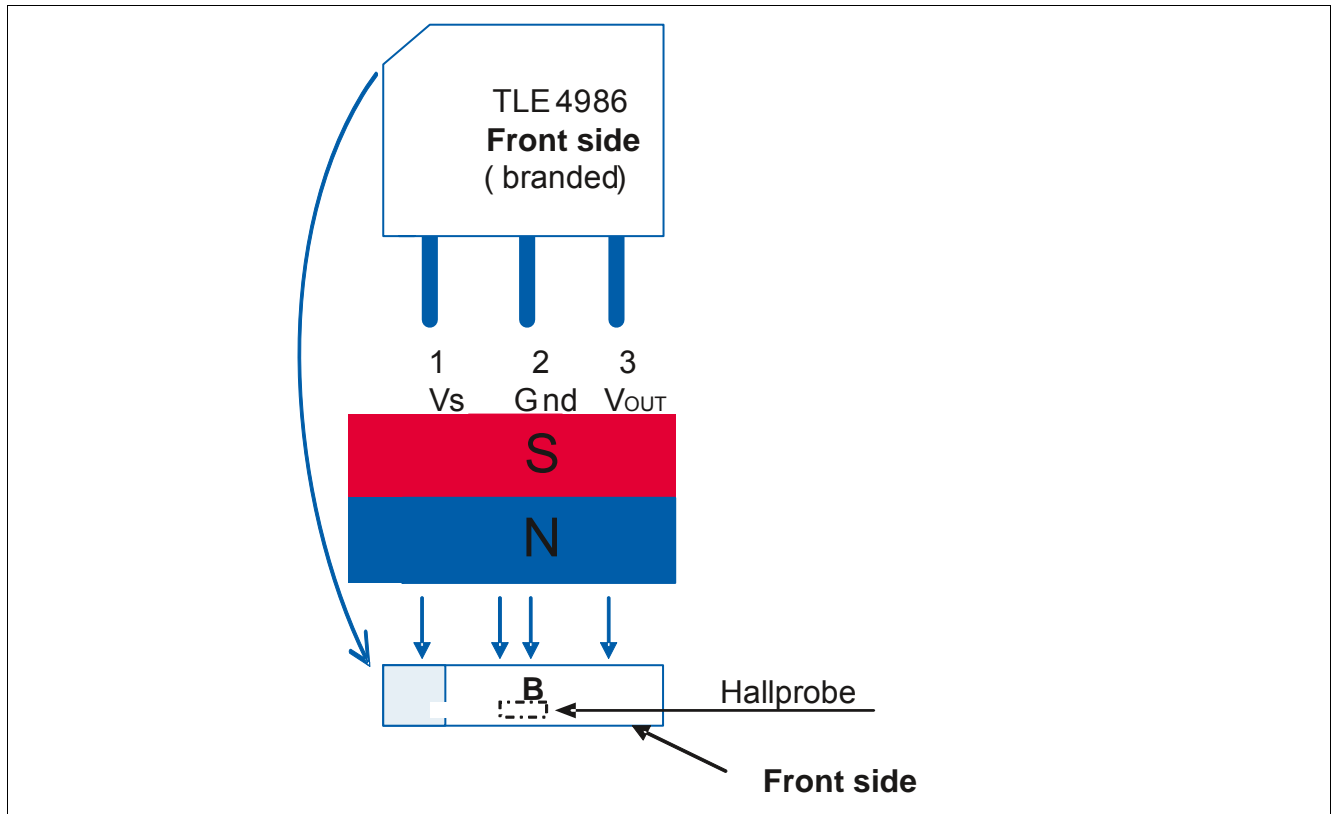 TLE 4986
Front side
( branded)
1 2 3
Vs Gnd VOUT
S
N
B
Hallprobe
Front side